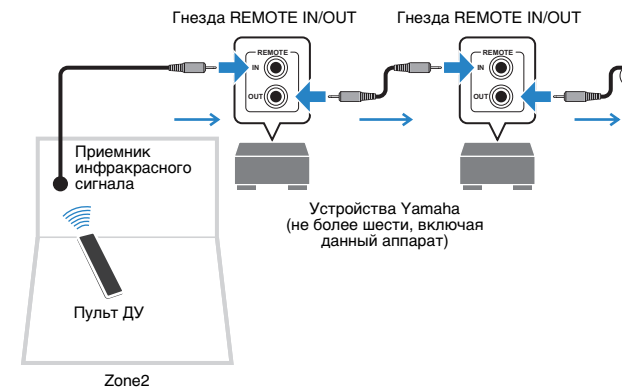 Гнезда REMOTE IN/OUT
Гнезда REMOTE IN/OUT
REMOTE
IN
OUT
REMOTE
IN
OUT
Приемник
инфракрасного
сигнала
Устройства Yamaha
(не более шести, включая
данный аппарат)
Пульт ДУ
Zone2